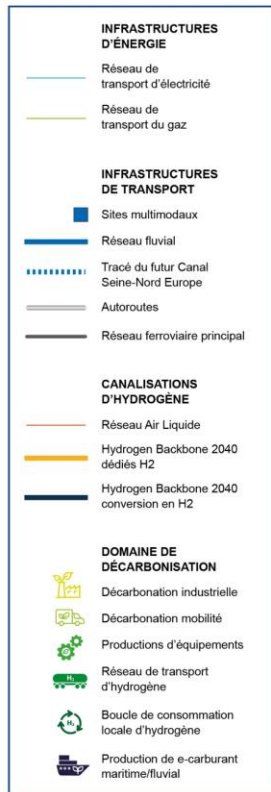 INFRASTRUCTURES
D'ÉNERGIE
Réseau de
transport d'électricité
Réseau de
transport du gaz
INFRASTRUCTURES
DE TRANSPORT
Sites multimodaux
Réseau fluvial
Tracé du futur Canal
Seine-Nord Europe
Autoroutes
Réseau ferroviaire principal
CANALISATIONS
D'HYDROGÈNE
Réseau Air Liquide
Hydrogen Backbone 2040
dédiés H2
Hydrogen Backbone 2040
conversion en H2
DOMAINE DE
DÉCARBONISATION
Décarbonation industrielle
Décarbonation mobilité
Productions d'équipements
H₂
Réseau de transport
d'hydrogène
H₂
Boucle de consommation
locale d'hydrogène
Production de e-carburant
maritime/fluvial